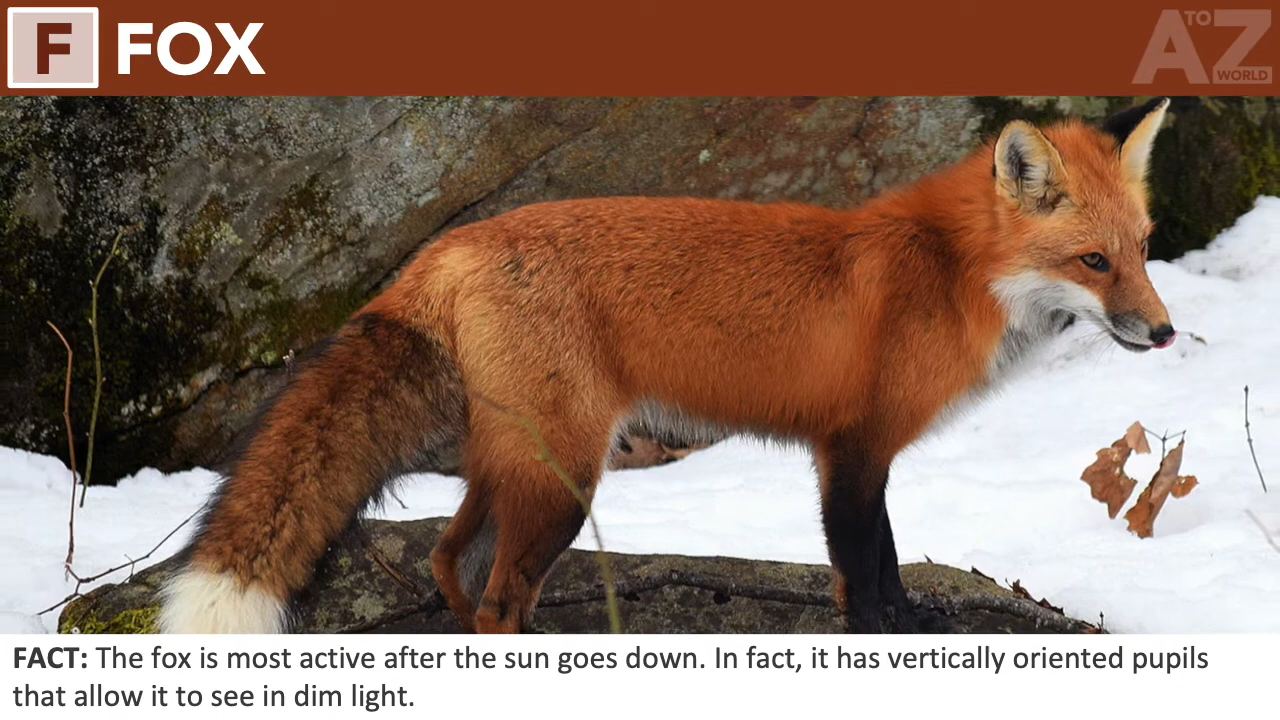 F FOX
A TO Z WORLD
FACT: The fox is most active after the sun goes down. In fact, it has vertically oriented pupils
that allow it to see in dim light.